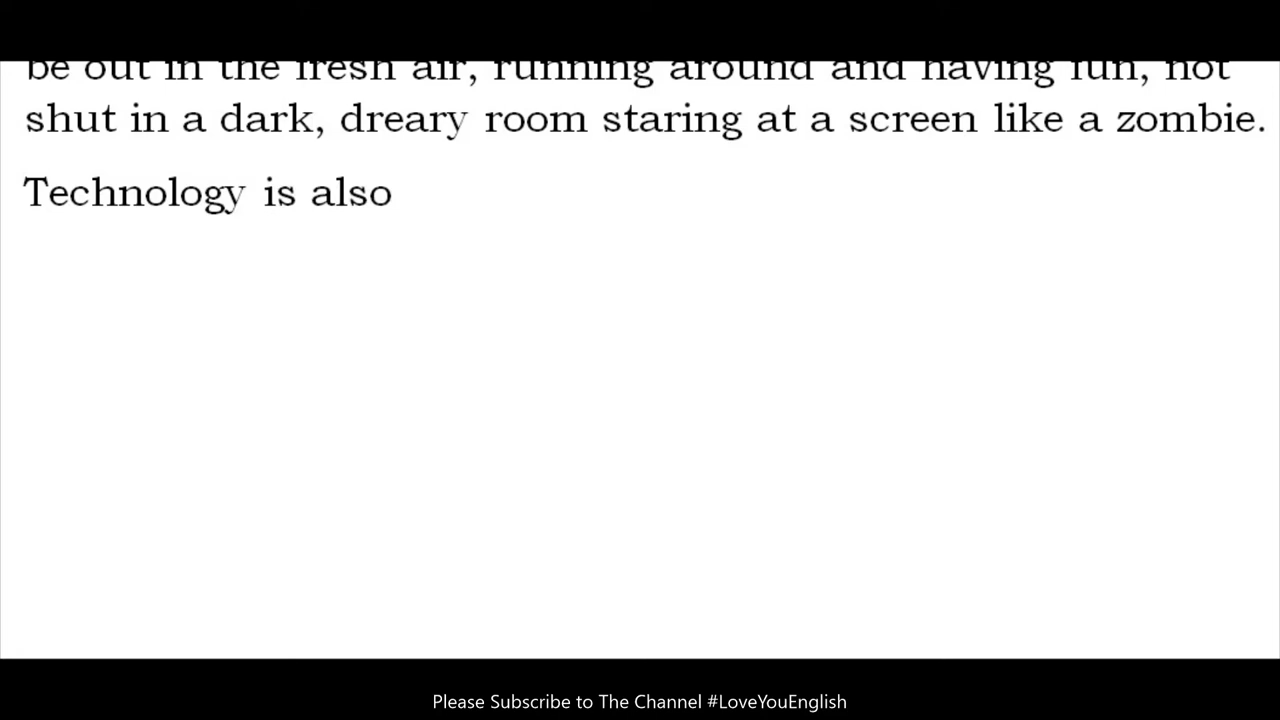 be out in the fresh air, running around and having fun, not
shut in a dark, dreary room staring at a screen like a zombie.
Technology is also
Please Subscribe to The Channel #LoveYouEnglish